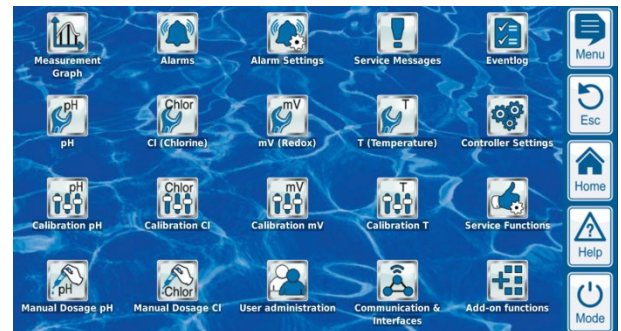 Measurement
Graph
Alarms
Alarm Settings
Service Messages
Eventlog
Menu
pH
pH
Chlor
Cl (Chlorine)
mV
mV (Redox)
T
T (Temperature)
Controller Settings
Esc
pH
Calibration pH
Chlor
Calibration Cl
mV
Calibration mV
T
Calibration T
Service Functions
Home
pH
Manual Dosage pH
Chlor
Manual Dosage Cl
User administration
Communication &
Interfaces
Add-on functions
?
Help
Mode